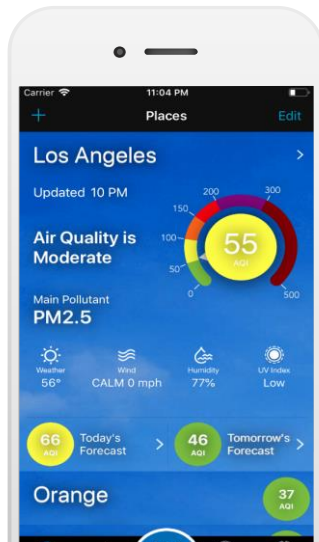 Carrier 11:04 PM
+ Places Edit
Los Angeles >
Updated 10 PM
200 300
150
Air Quality is
Moderate
100
55
AQI
50
0 500
Main Pollutant
PM2.5
Weather Wind Humidity UV Index
56° CALM 0 mph 77% Low
66
AQI
Today's
Forecast >
46
AQI
Tomorrow's
Forecast >
Orange
37
AQI